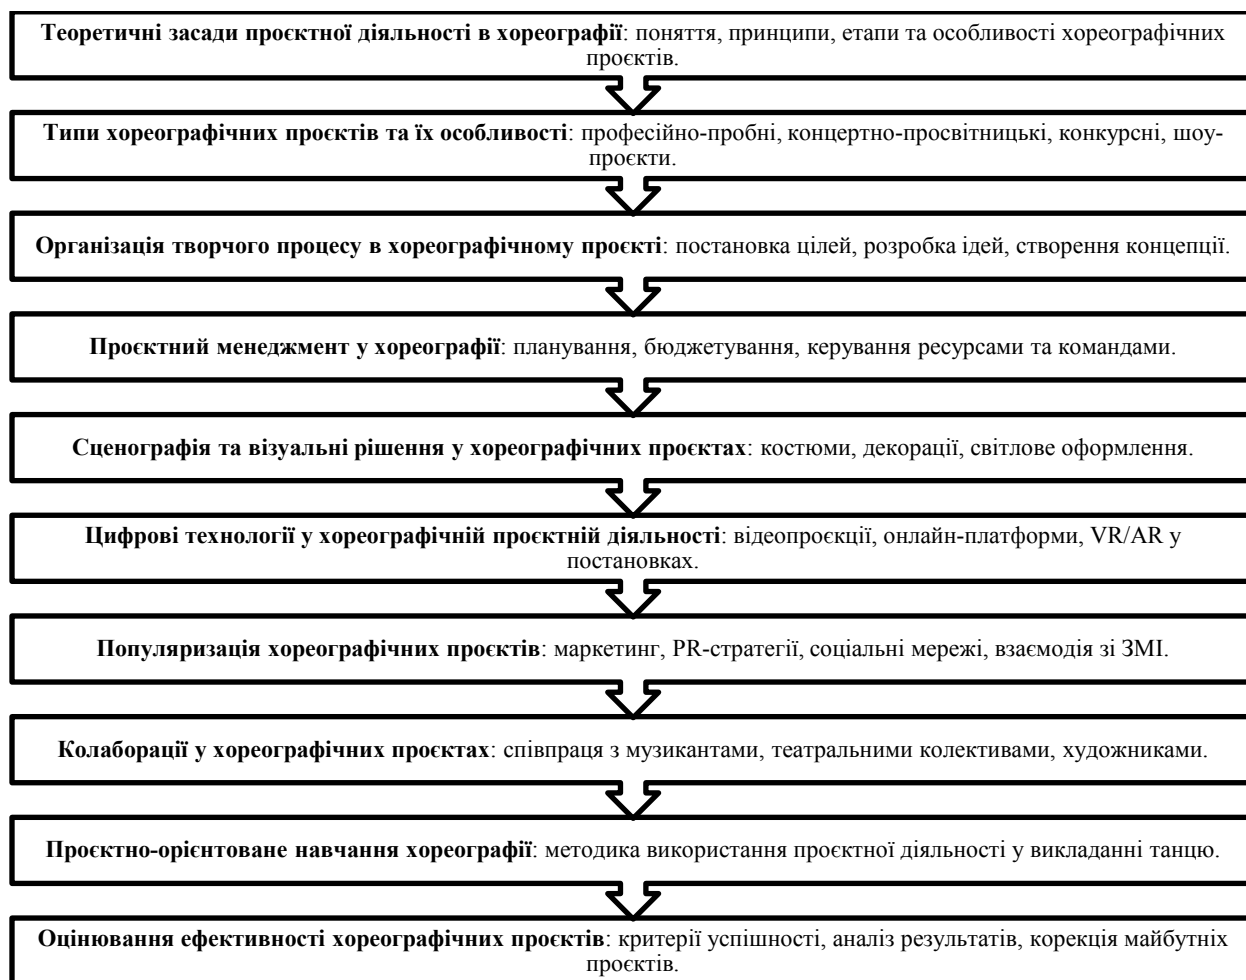 Теоретичні засади проєктної діяльності в хореографії: поняття, принципи, етапи та особливості хореографічних
проєктів.
Типи хореографічних проєктів та їх особливості: професійно-пробні, концертно-просвітницькі, конкурсні, шоу-
проєкти.
Організація творчого процесу в хореографічному проєкті: постановка цілей, розробка ідей, створення концепції.
Проєктний менеджмент у хореографії: планування, бюджетування, керування ресурсами та командами.
Сценографія та візуальні рішення у хореографічних проєктах: костюми, декорації, світлове оформлення.
Цифрові технології у хореографічній проєктній діяльності: відеопроєкції, онлайн-платформи, VR/AR у
постановках.
Популяризація хореографічних проєктів: маркетинг, PR-стратегії, соціальні мережі, взаємодія зі ЗМІ.
Колаборації у хореографічних проєктах: співпраця з музикантами, театральними колективами, художниками.
Проєктно-орієнтоване навчання хореографії: методика використання проєктної діяльності у викладанні танцю.
Оцінювання ефективності хореографічних проєктів: критерії успішності, аналіз результатів, корекція майбутніх
проєктів.